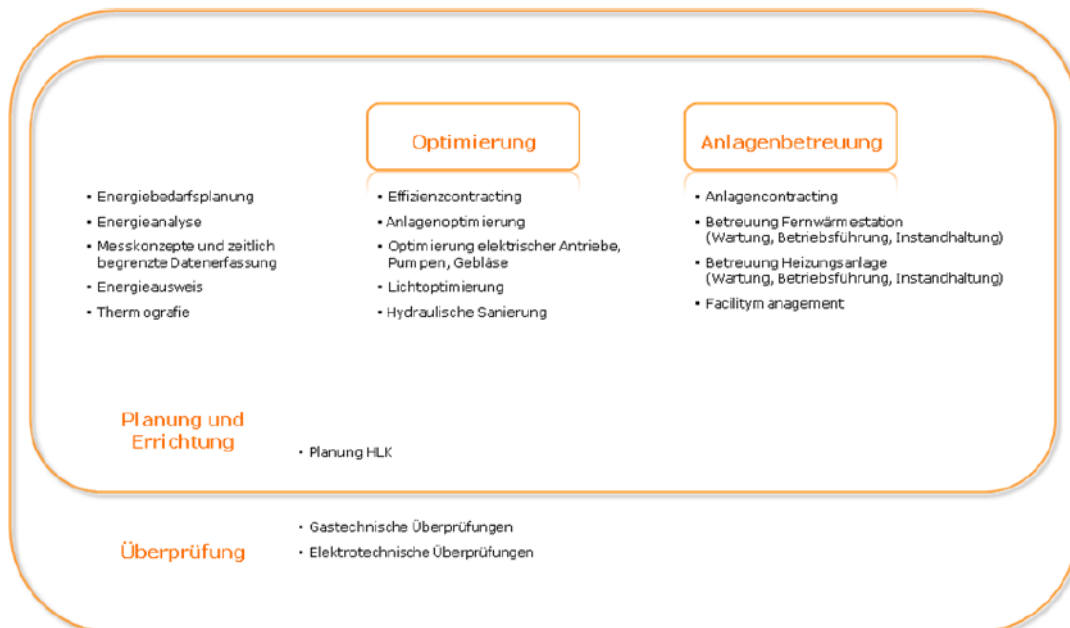 Optimierung
Anlagenbetreuung
• Energiebedarfsplanung
• Energieanalyse
• Messkonzepte und zeitlich
begrenzte Datenerfassung
• Energieausweis
• Thermografie
• Effizienzcontracting
• Anlagenoptimierung
• Optimierung elektrischer Antriebe,
Pumpen, Gebläse
• Lichtoptimierung
• Hydraulische Sanierung
• Anlagencontracting
• Betreuung Fernwärmestation
(Wartung, Betriebsführung, Instandhaltung)
• Betreuung Heizungsanlage
(Wartung, Betriebsführung, Instandhaltung)
• Facilitymanagement
Planung und
Errichtung
• Planung HLK
Überprüfung
• Gastechnische Überprüfungen
• Elektrotechnische Überprüfungen